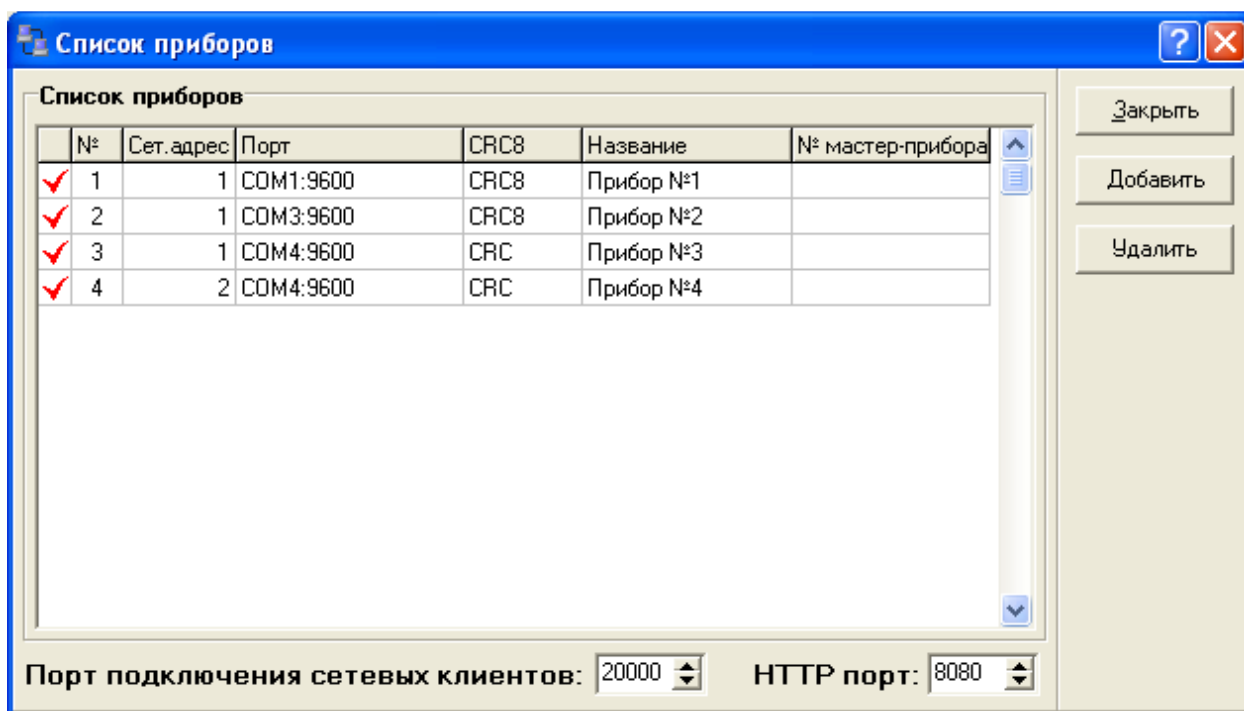 Список приборов
Список приборов
№ Сет.адрес Порт CRC8 Название № мастер-прибора
1 1 COM1:9600 CRC8 Прибор №1
2 1 COM3:9600 CRC8 Прибор №2
3 1 COM4:9600 CRC Прибор №3
4 2 COM4:9600 CRC Прибор №4
Порт подключения сетевых клиентов: 20000 HTTP порт: 8080
Закрыть
Добавить
Удалить